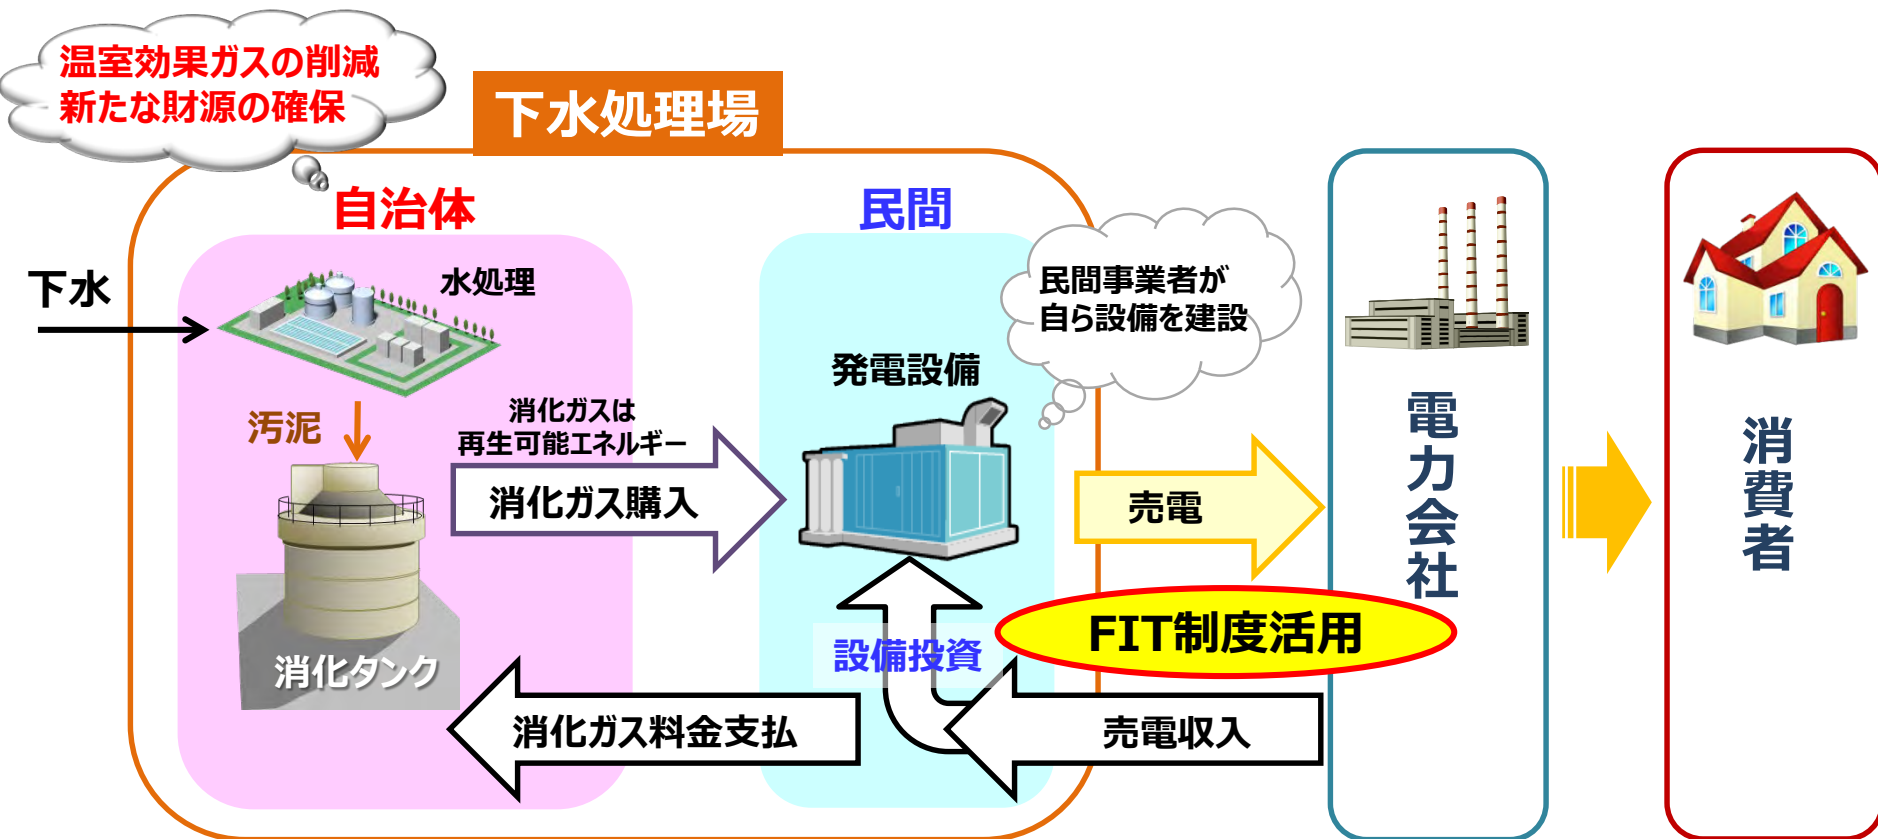 温室効果ガスの削減
新たな財源の確保
下水処理場
自治体
民間
下水
水処理
民間事業者が
自ら設備を建設
発電設備
汚泥
消化ガスは
再生可能エネルギー
消化ガス購入
売電
電力会社
消費者
FIT制度活用
設備投資
消化タンク
消化ガス料金支払
売電収入